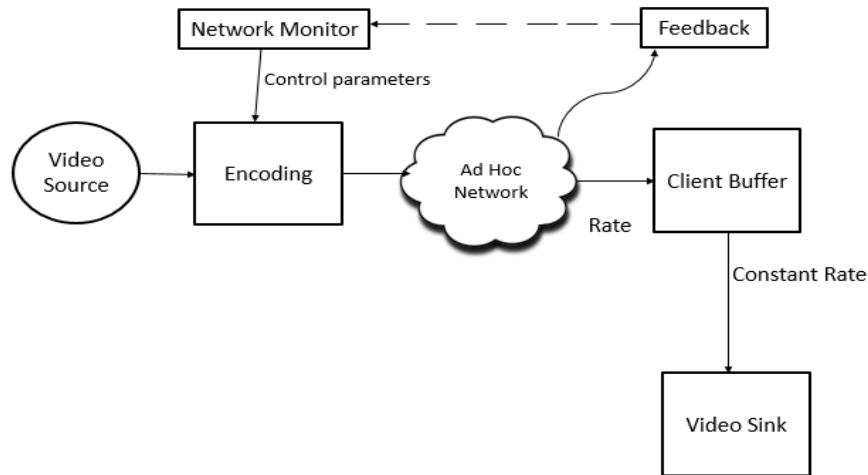 Network Monitor
Feedback
Control parameters
Video
Source
Encoding
Ad Hoc
Network
Client Buffer
Rate
Constant Rate
Video Sink